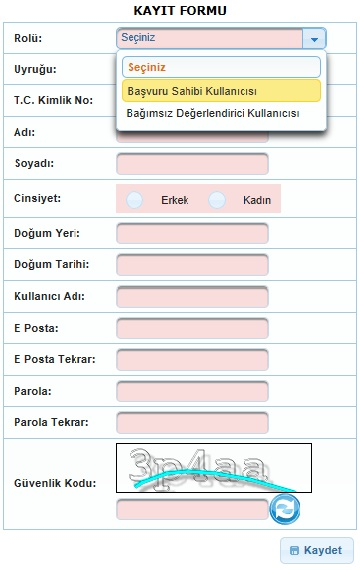 KAYIT FORMU
Rolü: Seçiniz
Seçiniz
Uyruğu:
Başvuru Sahibi Kullanıcısı
T.C. Kimlik No:
Bağımsız Değerlendirici Kullanıcısı
Adı:
Soyadı:
Cinsiyet: Erkek Kadın
Doğum Yeri:
Doğum Tarihi:
Kullanıcı Adı:
E Posta:
E Posta Tekrar:
Parola:
Parola Tekrar:
Güvenlik Kodu: 3p4aa
Kaydet